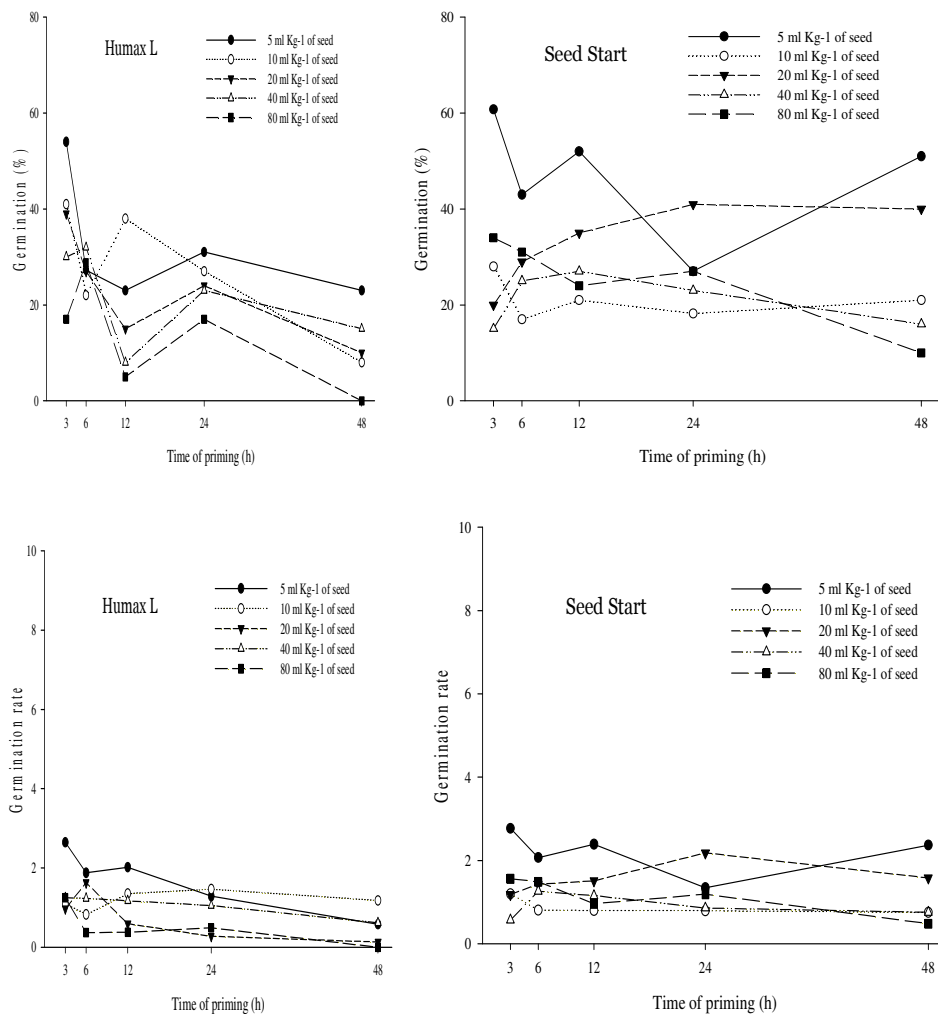 Humax L
5 ml Kg-1 of seed
10 ml Kg-1 of seed
20 ml Kg-1 of seed
40 ml Kg-1 of seed
80 ml Kg-1 of seed
80
60
40
20
0
Germination (%)
3 6 12 24 48
Time of priming (h)
Seed Start
5 ml Kg-1 of seed
10 ml Kg-1 of seed
20 ml Kg-1 of seed
40 ml Kg-1 of seed
80 ml Kg-1 of seed
80
60
40
20
0
Germination (%)
3 6 12 24 48
Time of priming (h)
Humax L
5 ml Kg-1 of seed
10 ml Kg-1 of seed
20 ml Kg-1 of seed
40 ml Kg-1 of seed
80 ml Kg-1 of seed
10
8
6
4
2
0
Germination rate
3 6 12 24 48
Time of priming (h)
Seed Start
5 ml Kg-1 of seed
10 ml Kg-1 of seed
20 ml Kg-1 of seed
40 ml Kg-1 of seed
80 ml Kg-1 of seed
10
8
6
4
2
0
Germination rate
3 6 12 24 48
Time of priming (h)